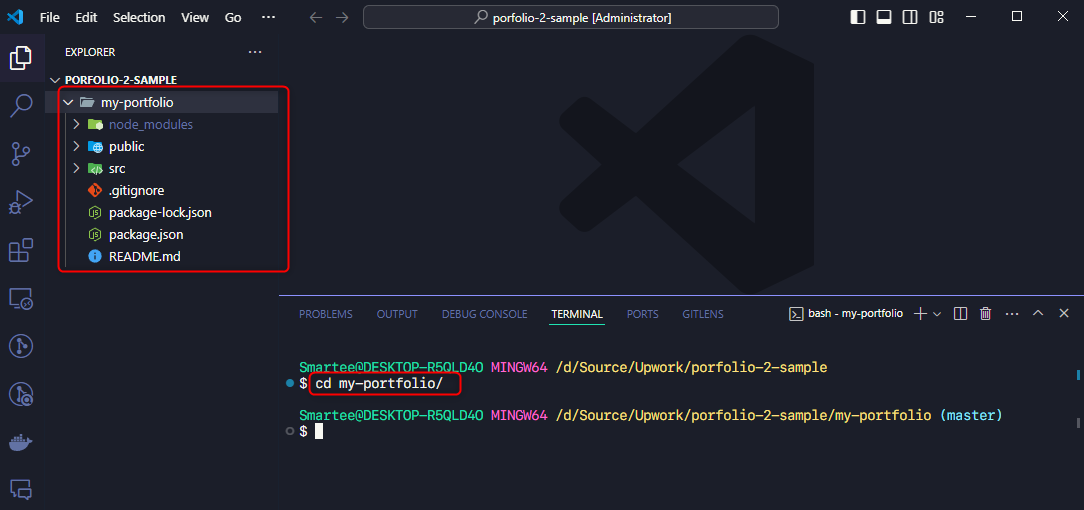 File Edit Selection View Go ··· porfolio-2-sample [Administrator]
EXPLORER ···
PORFOLIO-2-SAMPLE
my-portfolio
node_modules
public
src
.gitignore
package-lock.json
package.json
README.md
PROBLEMS OUTPUT DEBUG CONSOLE TERMINAL PORTS GITLENS bash - my-portfolio
Smartee@DESKTOP-R5QLD4O MINGW64 /d/Source/Upwork/porfolio-2-sample
$ cd my-portfolio/
Smartee@DESKTOP-R5QLD4O MINGW64 /d/Source/Upwork/porfolio-2-sample/my-portfolio (master)
$